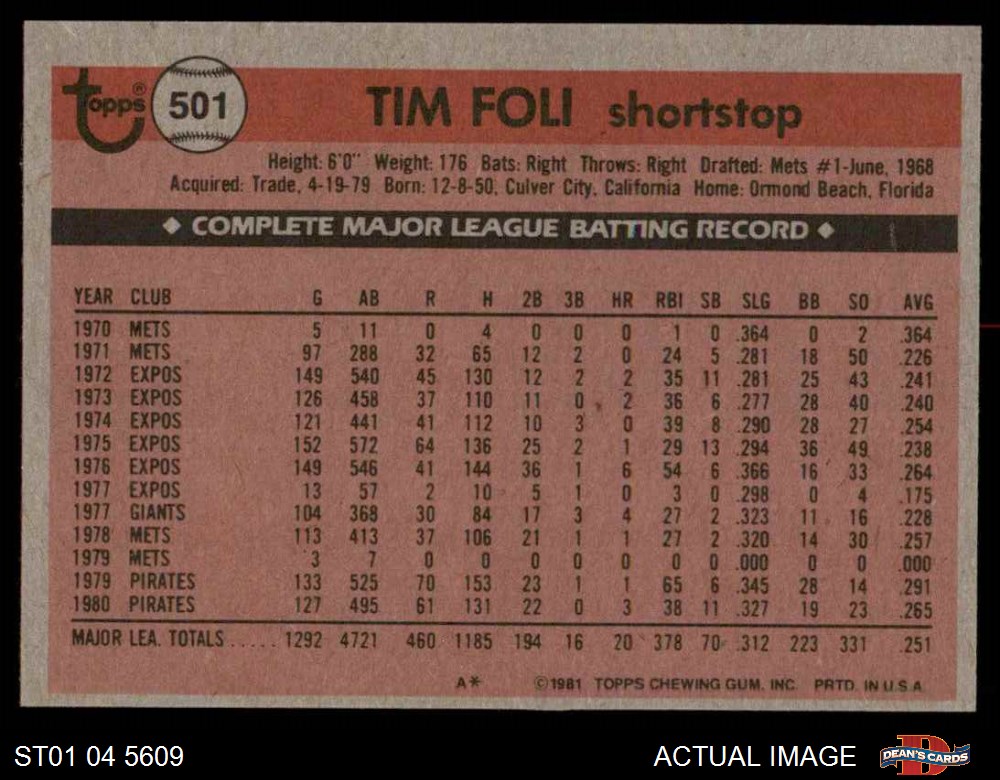 topps® 501 TIM FOLI shortstop
Height: 6'0" Weight: 176 Bats: Right Throws: Right Drafted: Mets #1-June, 1968
Acquired: Trade, 4-19-79 Born: 12-8-50, Culver City, California Home: Ormond Beach, Florida
◆ COMPLETE MAJOR LEAGUE BATTING RECORD ◆
YEAR CLUB G AB R H 2B 3B HR RBI SB SLG BB SO AVG
1970 METS 5 11 0 4 0 0 0 1 0 .364 0 2 .364
1971 METS 97 288 32 65 12 2 0 24 5 .281 18 50 .226
1972 EXPOS 149 540 45 130 12 2 2 35 11 .281 25 43 .241
1973 EXPOS 126 458 37 110 11 0 2 36 6 .277 28 40 .240
1974 EXPOS 121 441 41 112 10 3 0 39 8 .290 28 27 .254
1975 EXPOS 152 572 64 136 25 2 1 29 13 .294 36 49 .238
1976 EXPOS 149 546 41 144 36 1 6 54 6 .366 16 33 .264
1977 EXPOS 13 57 2 10 5 1 0 3 0 .298 0 4 .175
1977 GIANTS 104 368 30 84 17 3 4 27 2 .323 11 16 .228
1978 METS 113 413 37 106 21 1 1 27 2 .320 14 30 .257
1979 METS 3 7 0 0 0 0 0 0 0 .000 0 0 .000
1979 PIRATES 133 525 70 153 23 1 1 65 6 .345 28 14 .291
1980 PIRATES 127 495 61 131 22 0 3 38 11 .327 19 23 .265
MAJOR LEA. TOTALS ..... 1292 4721 460 1185 194 16 20 378 70 .312 223 331 .251
A* ©1981 TOPPS CHEWING GUM, INC. PRTD. IN U.S.A.
ST01 04 5609 ACTUAL IMAGE DEAN'S CARDS